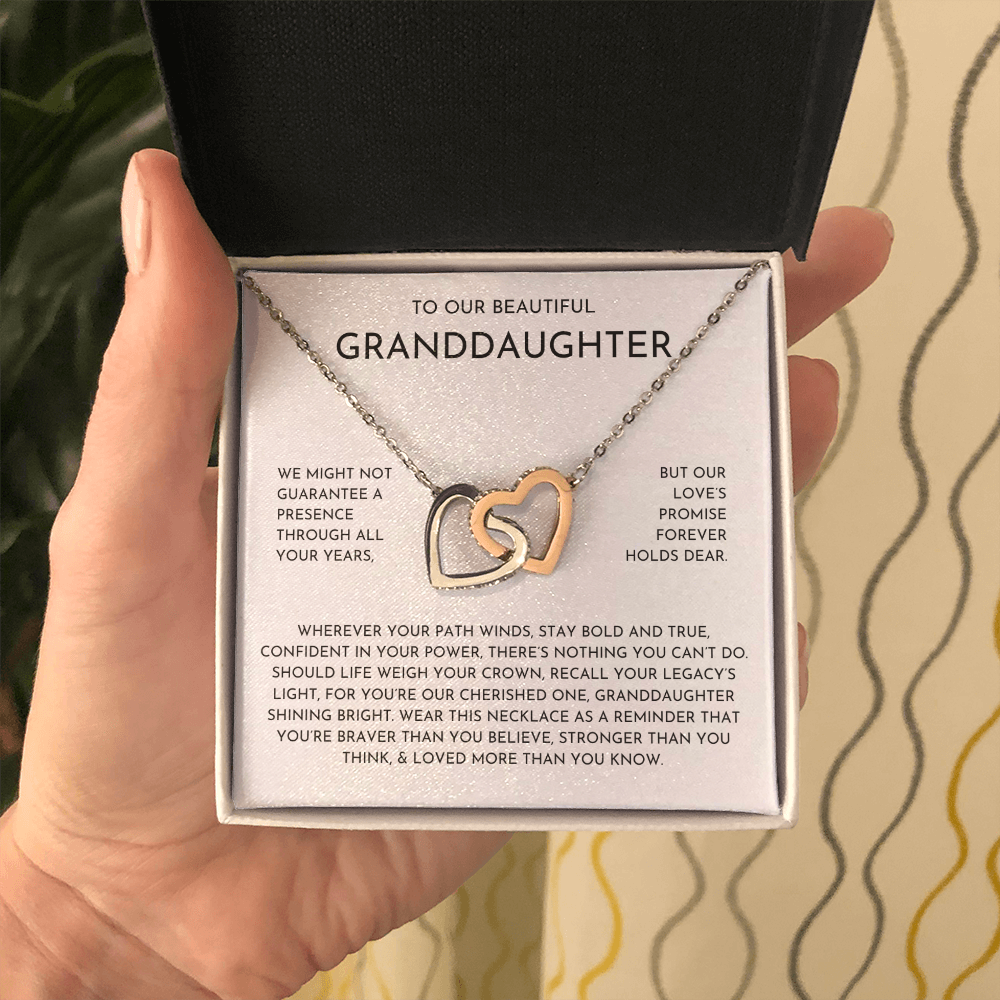 TO OUR BEAUTIFUL
GRANDDAUGHTER
WE MIGHT NOT
GUARANTEE A
PRESENCE
THROUGH ALL
YOUR YEARS,
BUT OUR
LOVE'S
PROMISE
FOREVER
HOLDS DEAR.
WHEREVER YOUR PATH WINDS, STAY BOLD AND TRUE,
CONFIDENT IN YOUR POWER, THERE'S NOTHING YOU CAN'T DO.
SHOULD LIFE WEIGH YOUR CROWN, RECALL YOUR LEGACY'S
LIGHT, FOR YOU'RE OUR CHERISHED ONE, GRANDDAUGHTER
SHINING BRIGHT. WEAR THIS NECKLACE AS A REMINDER THAT
YOU'RE BRAVER THAN YOU BELIEVE, STRONGER THAN YOU
THINK, & LOVED MORE THAN YOU KNOW.